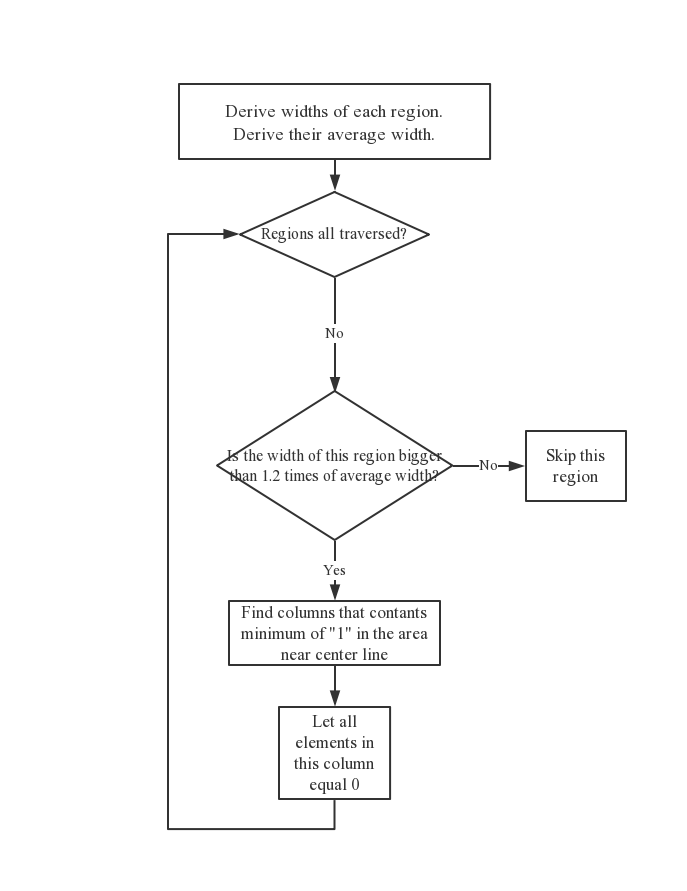 Derive widths of each region.
Derive their average width.
Regions all traversed?
No
Is the width of this region bigger
than 1.2 times of average width?
No
Skip this
region
Yes
Find columns that contants
minimum of "1" in the area
near center line
Let all
elements in
this column
equal 0